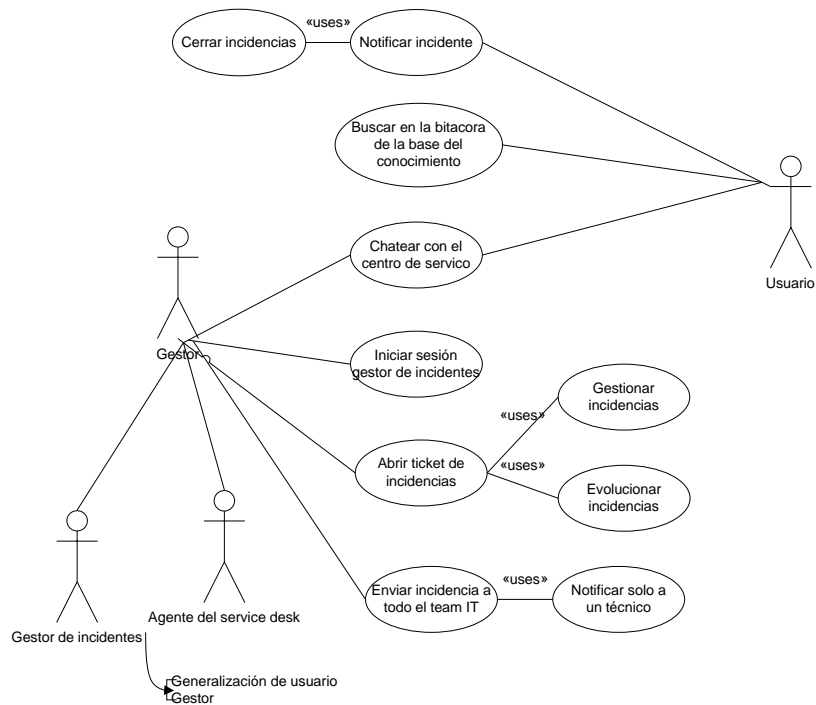 «uses»
Cerrar incidencias
Notificar incidente
Buscar en la bitacora
de la base del
conocimiento
Usuario
Chatear con el
centro de servico
Gestor
Iniciar sesión
gestor de incidentes
Gestionar
incidencias
«uses»
Abrir ticket de
incidencias
«uses»
Evolucionar
incidencias
Enviar incidencia a
todo el team IT
«uses»
Notificar solo a
un técnico
Agente del service desk
Gestor de incidentes
Generalización de usuario
Gestor